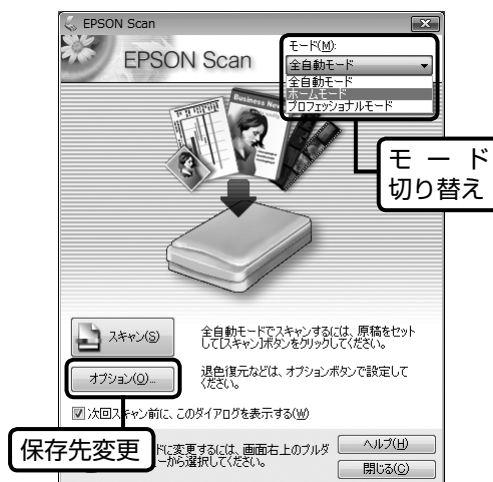 EPSON Scan
EPSON Scan
モード(M):
全自動モード
全自動モード
ホームモード
プロフェッショナルモード
Business New
モード
切り替え
スキャン(S)
全自動モードでスキャンするには、原稿をセット
して[スキャン]ボタンをクリックしてください。
オプション(O)...
退色復元などは、オプションボタンで設定して
ください。
次回スキャン前に、このダイアログを表示する(W)
保存先変更
ドに変更するには、画面右上のプルダ
ーから選択してください。
ヘルプ(H)
閉じる(C)